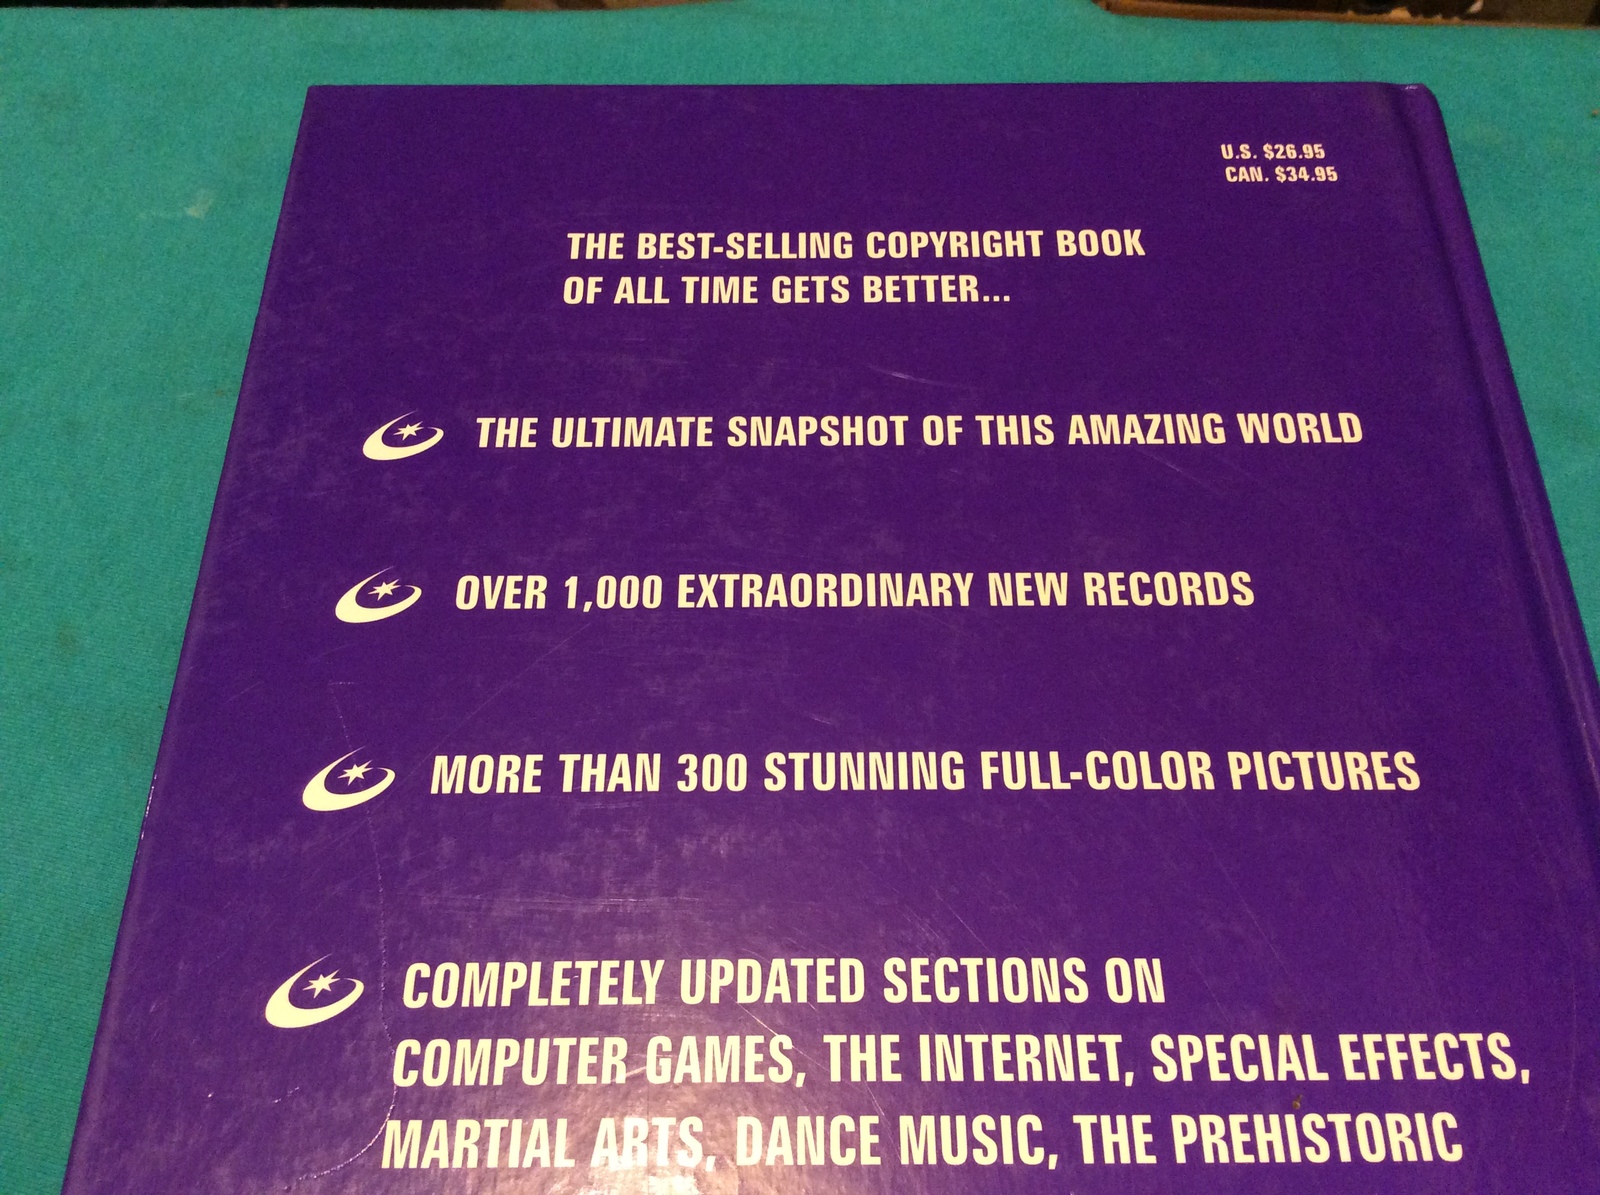 U.S. $26.95
CAN. $34.95
THE BEST-SELLING COPYRIGHT BOOK
OF ALL TIME GETS BETTER...
THE ULTIMATE SNAPSHOT OF THIS AMAZING WORLD
OVER 1,000 EXTRAORDINARY NEW RECORDS
MORE THAN 300 STUNNING FULL-COLOR PICTURES
COMPLETELY UPDATED SECTIONS ON
COMPUTER GAMES, THE INTERNET, SPECIAL EFFECTS,
MARTIAL ARTS, DANCE MUSIC, THE PREHISTORIC